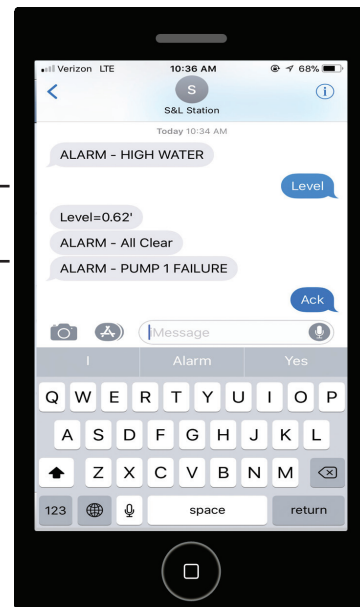 Verizon LTE 10:36 AM 68%
S
S&L Station
Today 10:34 AM
ALARM - HIGH WATER
Level
Level=0.62'
ALARM - All Clear
ALARM - PUMP 1 FAILURE
Ack
iMessage
I Alarm Yes
Q W E R T Y U I O P
A S D F G H J K L
Z X C V B N M
123 space return